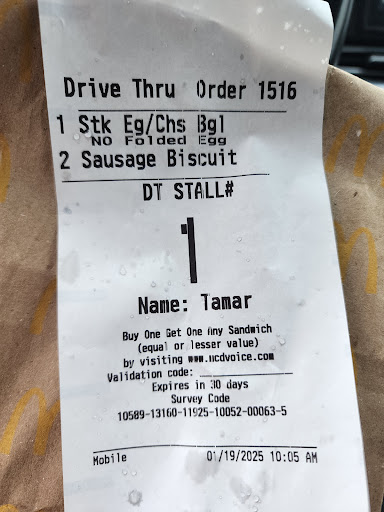 Drive Thru Order 1516
1 Stk Eg/Chs Bgl
NO Folded Egg
2 Sausage Biscuit
DT STALL#
1
Name: Tamar
Buy One Get One Any Sandwich
(equal or lesser value)
by visiting www.mcdvoice.com
Validation code:
Expires in 30 days
Survey Code
10589-13160-11925-10052-00063-5
Mobile 01/19/2025 10:05 AM